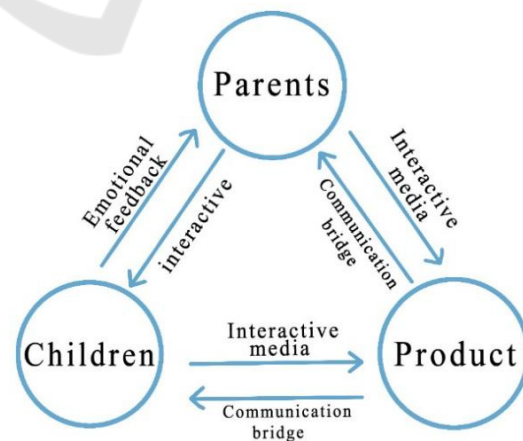 Parents
Emotional
feedback
interactive
Interactive
media
Communication
bridge
Children
Interactive
media
Product
Communication
bridge